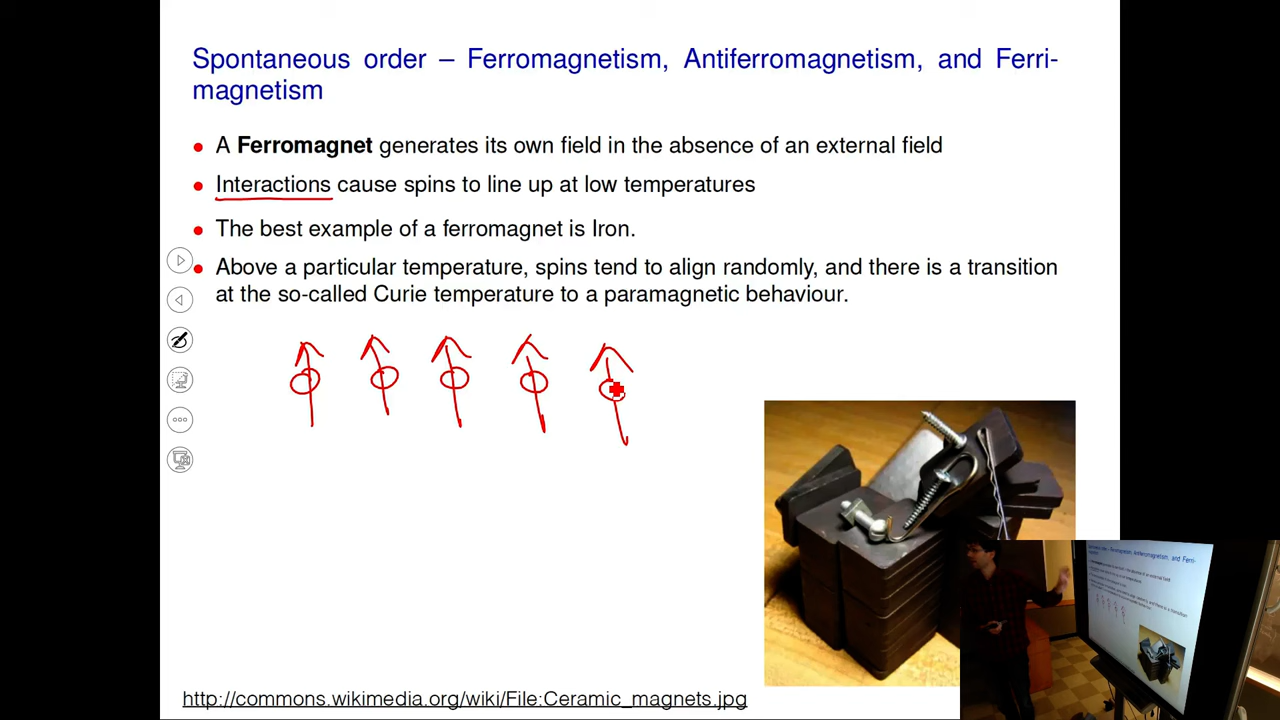 Spontaneous order – Ferromagnetism, Antiferromagnetism, and Ferri-
magnetism
A Ferromagnet generates its own field in the absence of an external field
Interactions cause spins to line up at low temperatures
The best example of a ferromagnet is Iron.
Above a particular temperature, spins tend to align randomly, and there is a transition
at the so-called Curie temperature to a paramagnetic behaviour.
http://commons.wikimedia.org/wiki/File:Ceramic_magnets.jpg